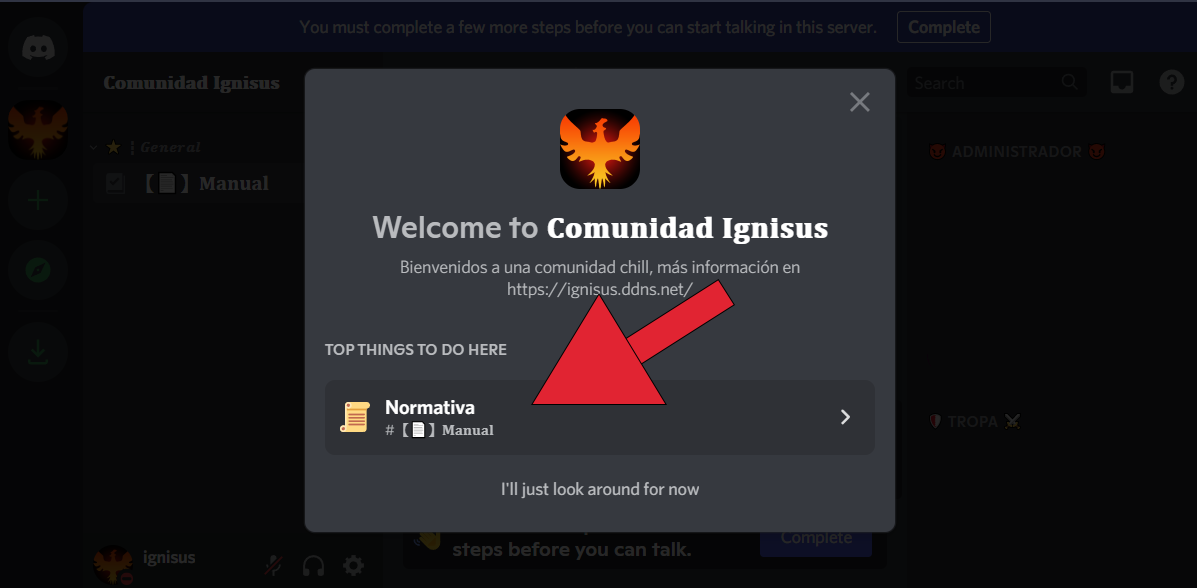 You must complete a few more steps before you can start talking in this server.
Complete
Comunidad Ignisus
Search
General
【📄】 Manual
ADMINISTRADOR
TROPA
Welcome to Comunidad Ignisus
Bienvenidos a una comunidad chill, más información en
https://ignisus.ddns.net/
TOP THINGS TO DO HERE
Normativa
# 【📄】 Manual
I'll just look around for now
steps before you can talk.
Complete
ignisus